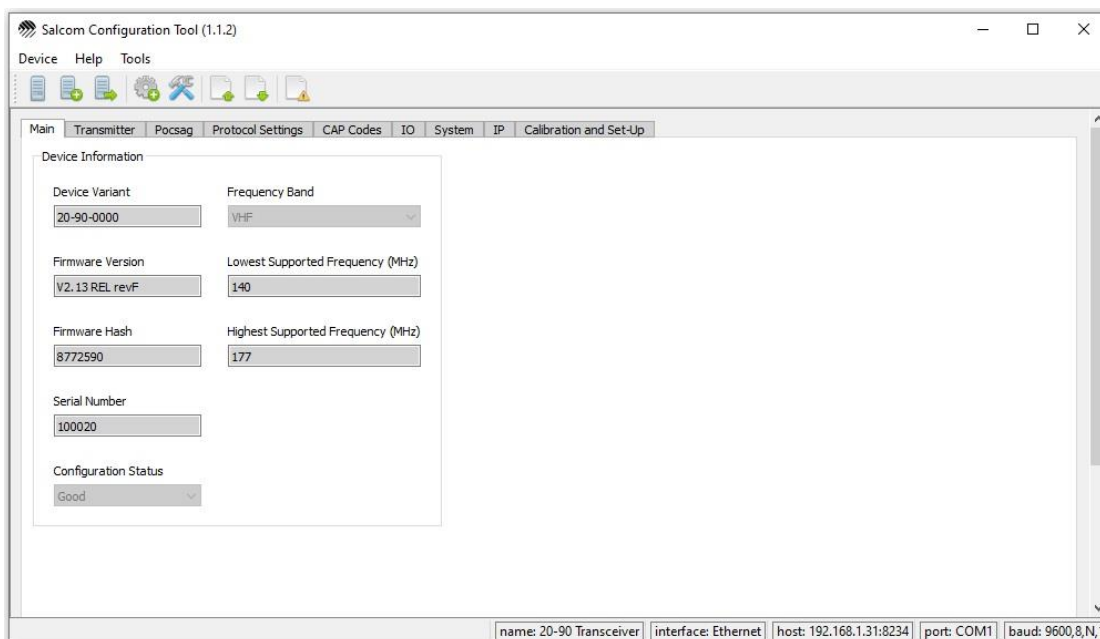 Salcom Configuration Tool (1.1.2)
Device Help Tools
Main Transmitter Pocsag Protocol Settings CAP Codes IO System IP Calibration and Set-Up
Device Information
Device Variant Frequency Band
20-90-0000 VHF
Firmware Version Lowest Supported Frequency (MHz)
V2.13 REL revF 140
Firmware Hash Highest Supported Frequency (MHz)
8772590 177
Serial Number
100020
Configuration Status
Good
name: 20-90 Transceiver interface: Ethernet host: 192.168.1.31:8234 port: COM1 baud: 9600,8,N,